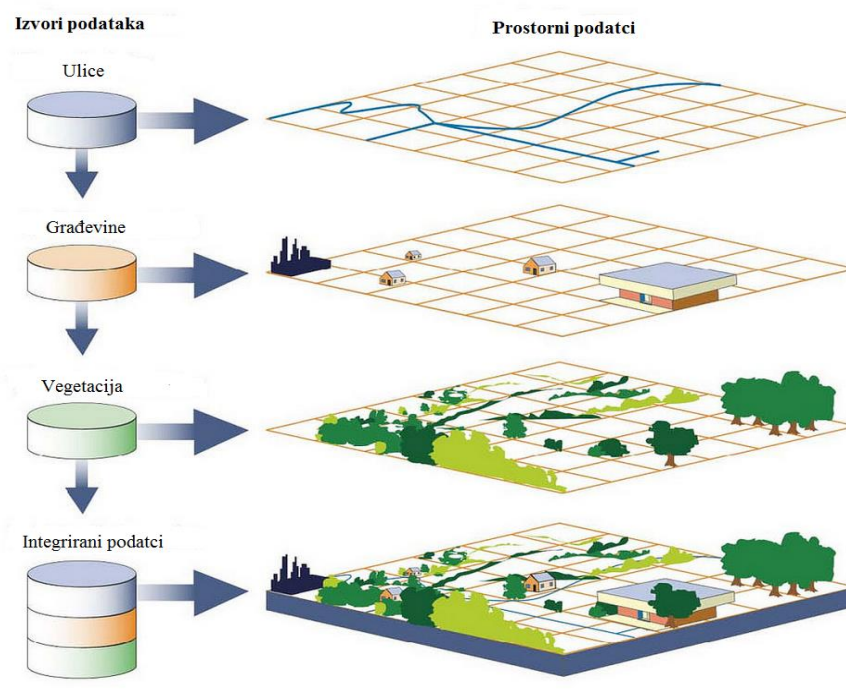 Izvori podataka
Prostorni podatci
Ulice
Građevine
Vegetacija
Integrirani podatci